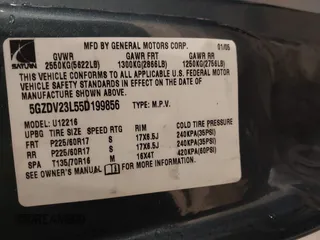 MFD BY GENERAL MOTORS CORP. 01/05
SATURN
GVWR GAWR FRT GAWR RR
2550KG(5622LB) 1300KG(2866LB) 1250KG(2756LB)
THIS VEHICLE CONFORMS TO ALL APPLICABLE U.S. FEDERAL
MOTOR VEHICLE SAFETY STANDARDS
IN EFFECT ON THE DATE OF
MANUFACTURE SHOWN ABOVE.
5GZDV23L55D199856 TYPE: M.P.V.
MODEL: U12216
UPBG TIRE SIZE SPEED RTG RIM COLD TIRE PRESSURE
FRT P225/60R17 S 17X6.5J 240KPA(35PSI)
RR P225/60R17 S 17X6.5J 240KPA(35PSI)
SPA T135/70R16 M 16X4T 420KPA(60PSI)
SEE OWNER'S MANUAL